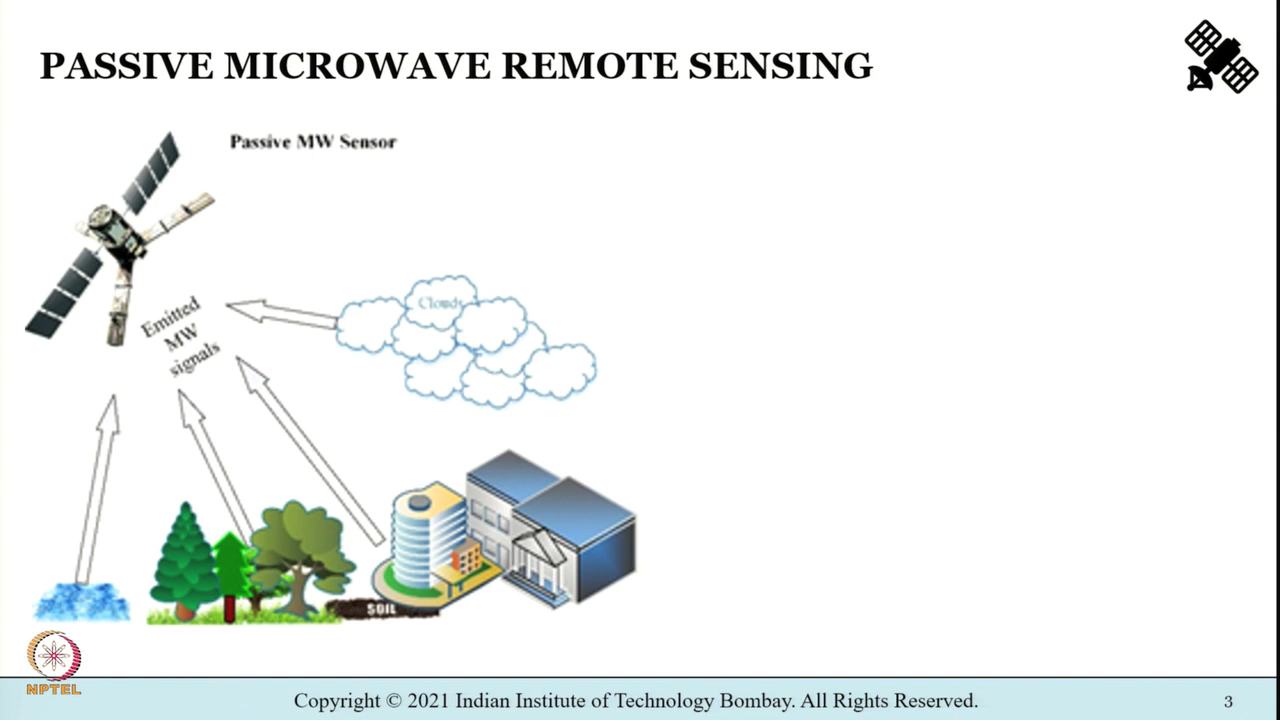 PASSIVE MICROWAVE REMOTE SENSING
Passive MW Sensor
Clouds
Emitted
MW
signals
SOIL
NPTEL
Copyright © 2021 Indian Institute of Technology Bombay. All Rights Reserved.
3